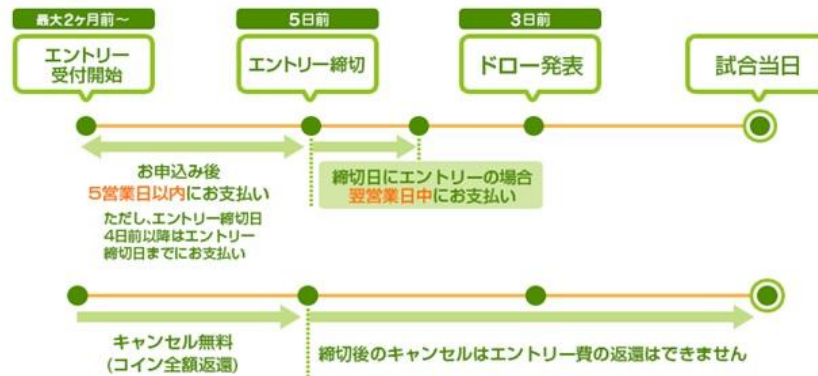 最大2ヶ月前～
5日前
3日前
エントリー
受付開始
エントリー締切
ドロー発表
試合当日
お申込み後
5営業日以内にお支払い
ただし、エントリー締切日
4日前以降はエントリー
締切日までにお支払い
締切日にエントリーの場合
翌営業日中にお支払い
キャンセル無料
(コイン全額返還)
締切後のキャンセルはエントリー費の返還はできません